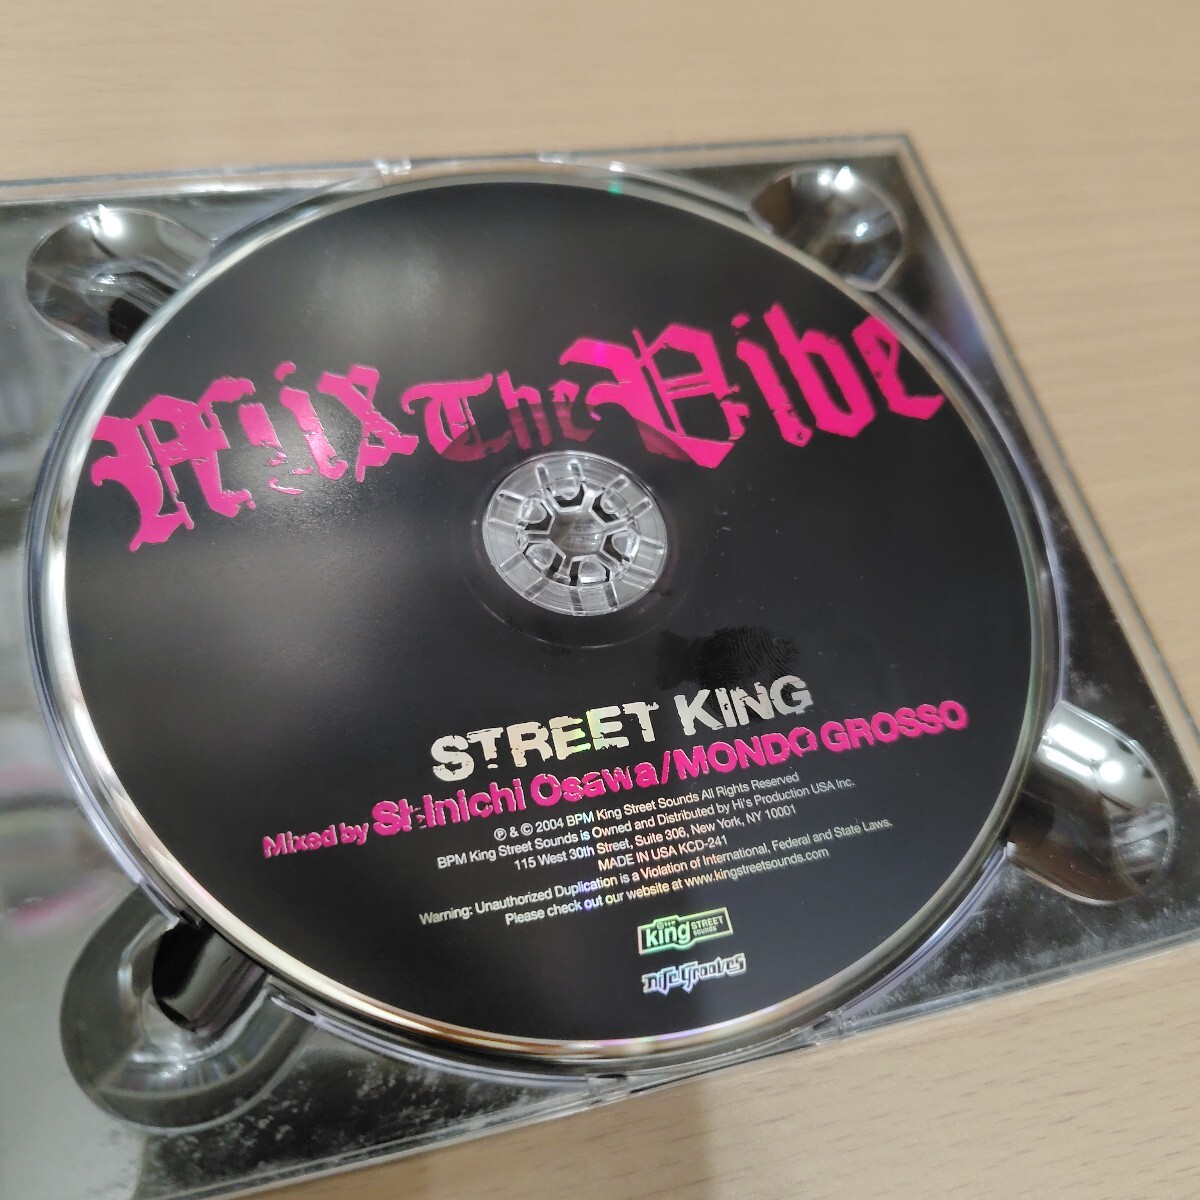 Mix The Vibe
STREET KING
Mixed by Shinichi Osawa/MONDO GROSSO
℗ & © 2004 BPM King Street Sounds All Rights Reserved
BPM King Street Sounds is Owned and Distributed by Hi's Production USA Inc.
115 West 30th Street, Suite 306, New York, NY 10001
MADE IN USA KCD-241
Warning: Unauthorized Duplication is a Violation of International, Federal and State Laws.
Please check out our website at www.kingstreetsounds.com
king STREET sounds
niteGrooves